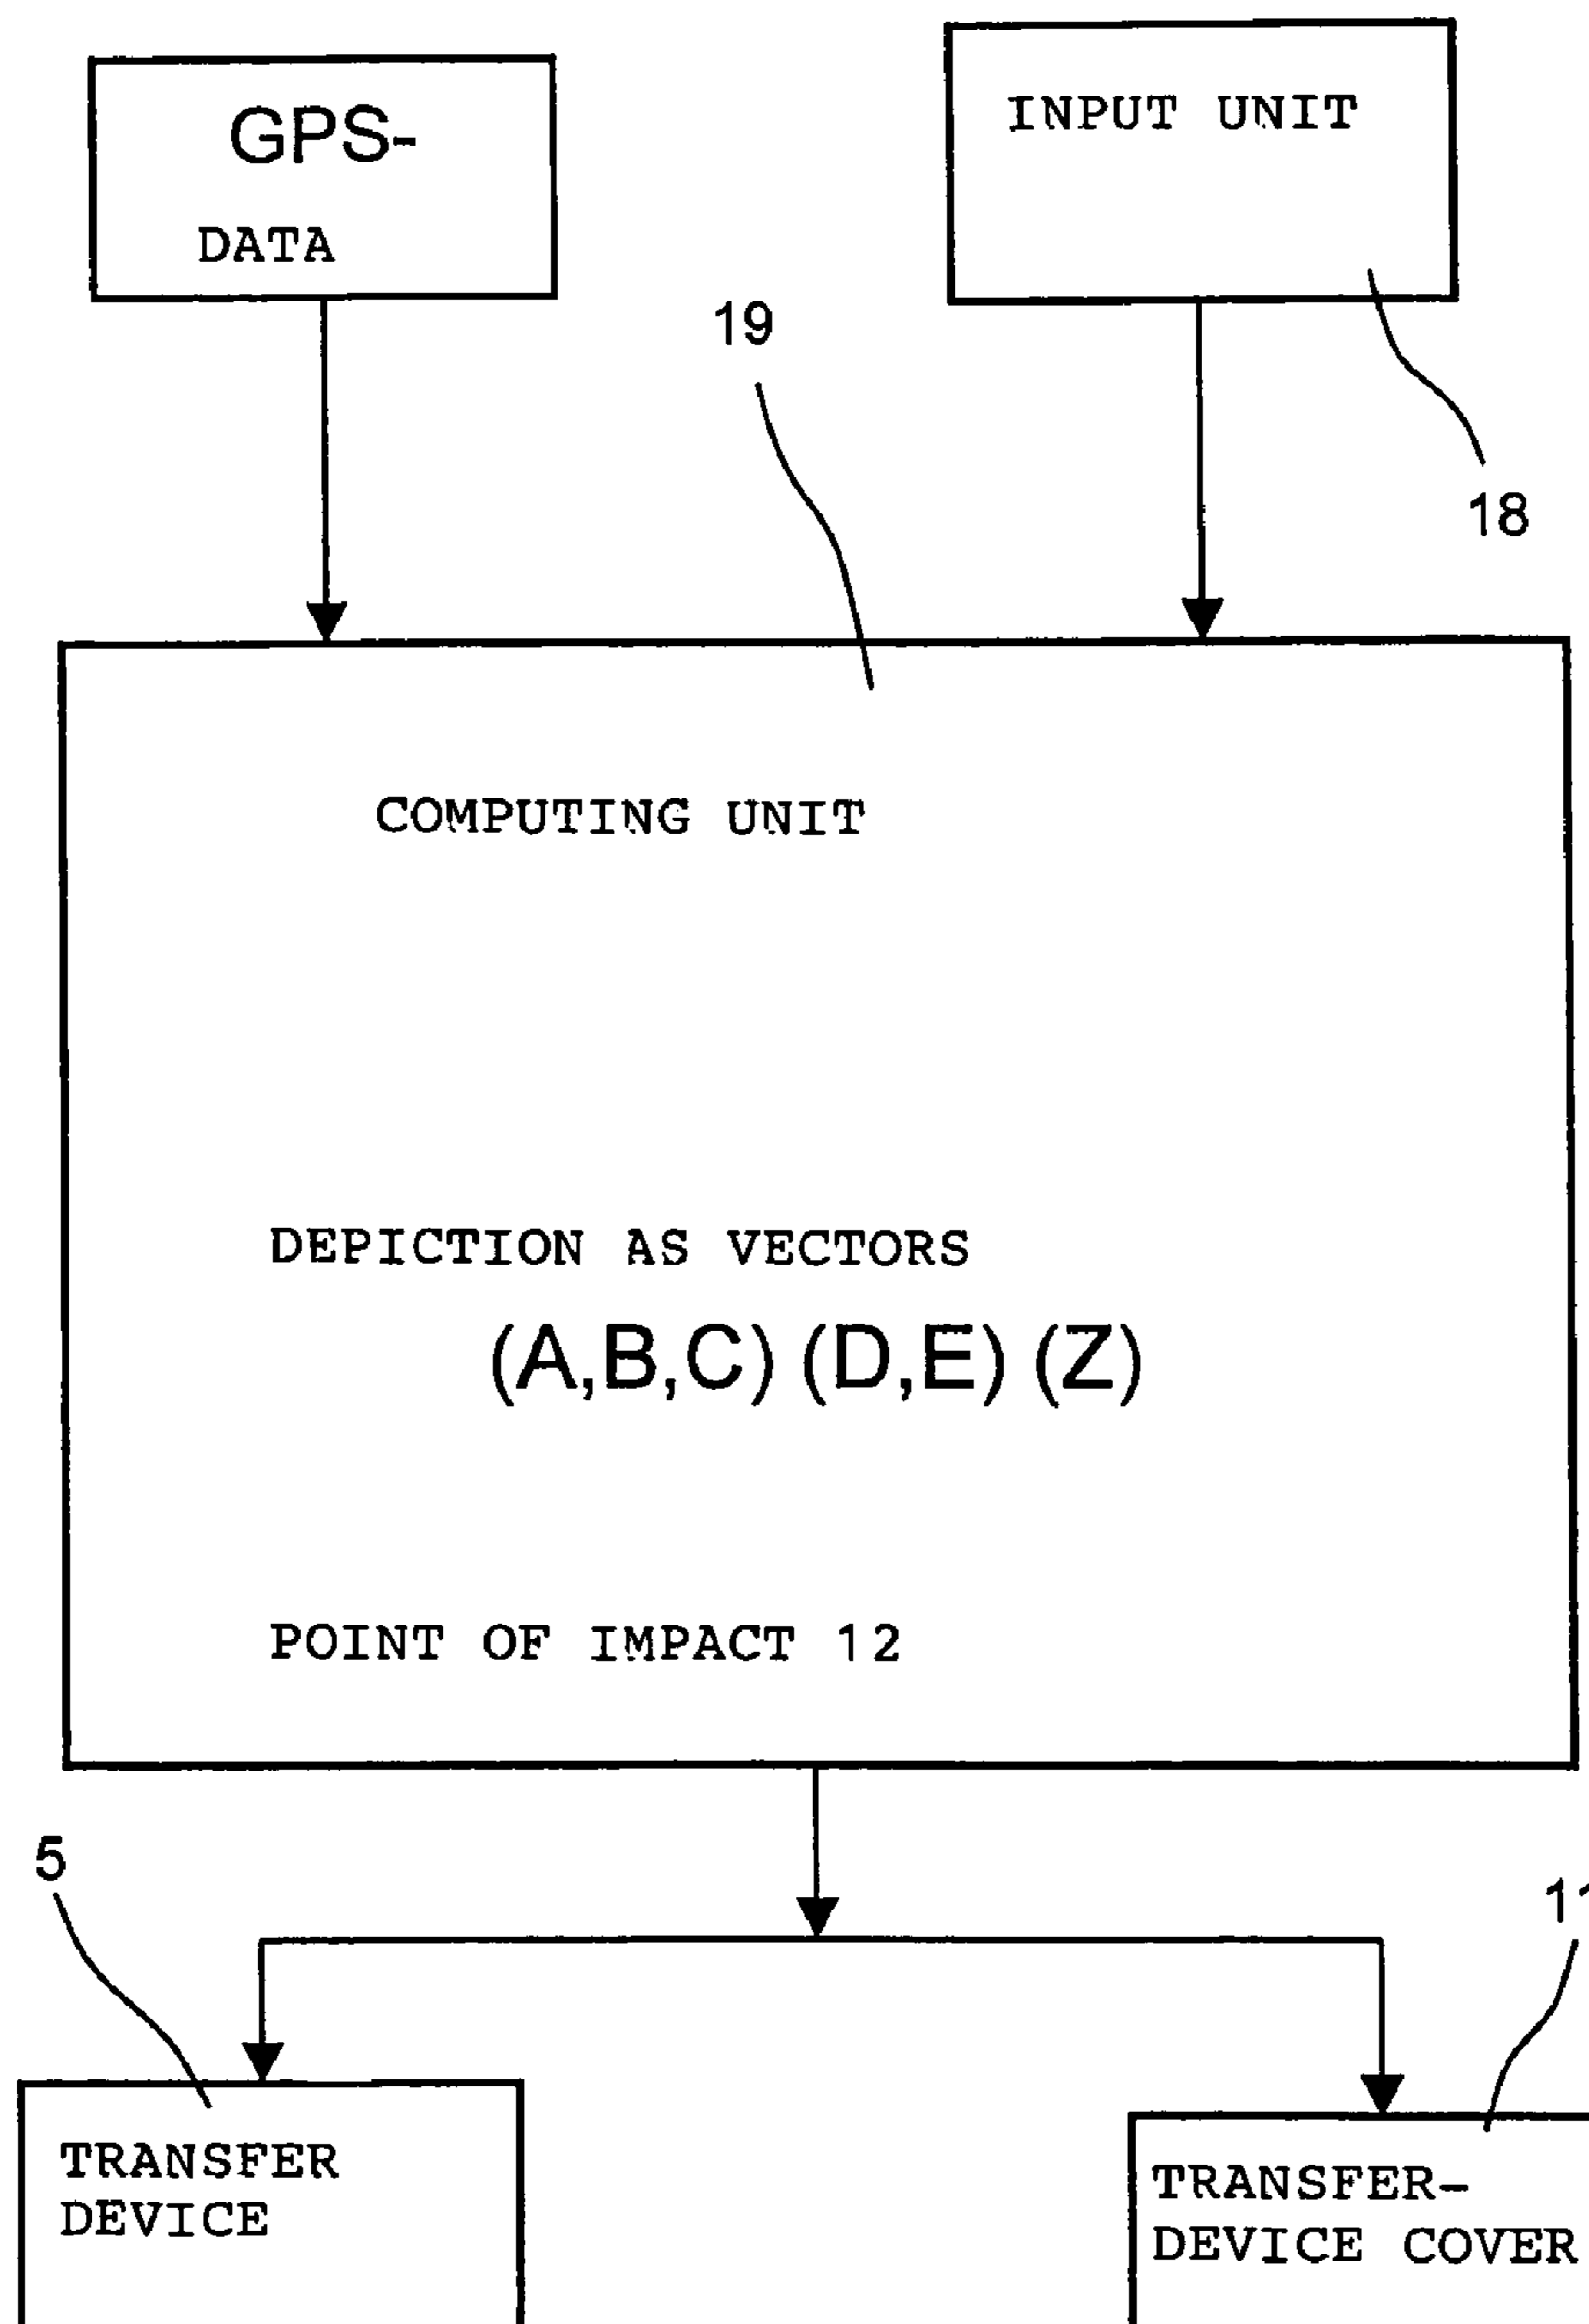 GPS-
DATA
INPUT UNIT
19
18
COMPUTING UNIT
DEPICTION AS VECTORS
(A,B,C) (D,E) (Z)
POINT OF IMPACT 12
5
11
TRANSFER
DEVICE
TRANSFER-
DEVICE COVER